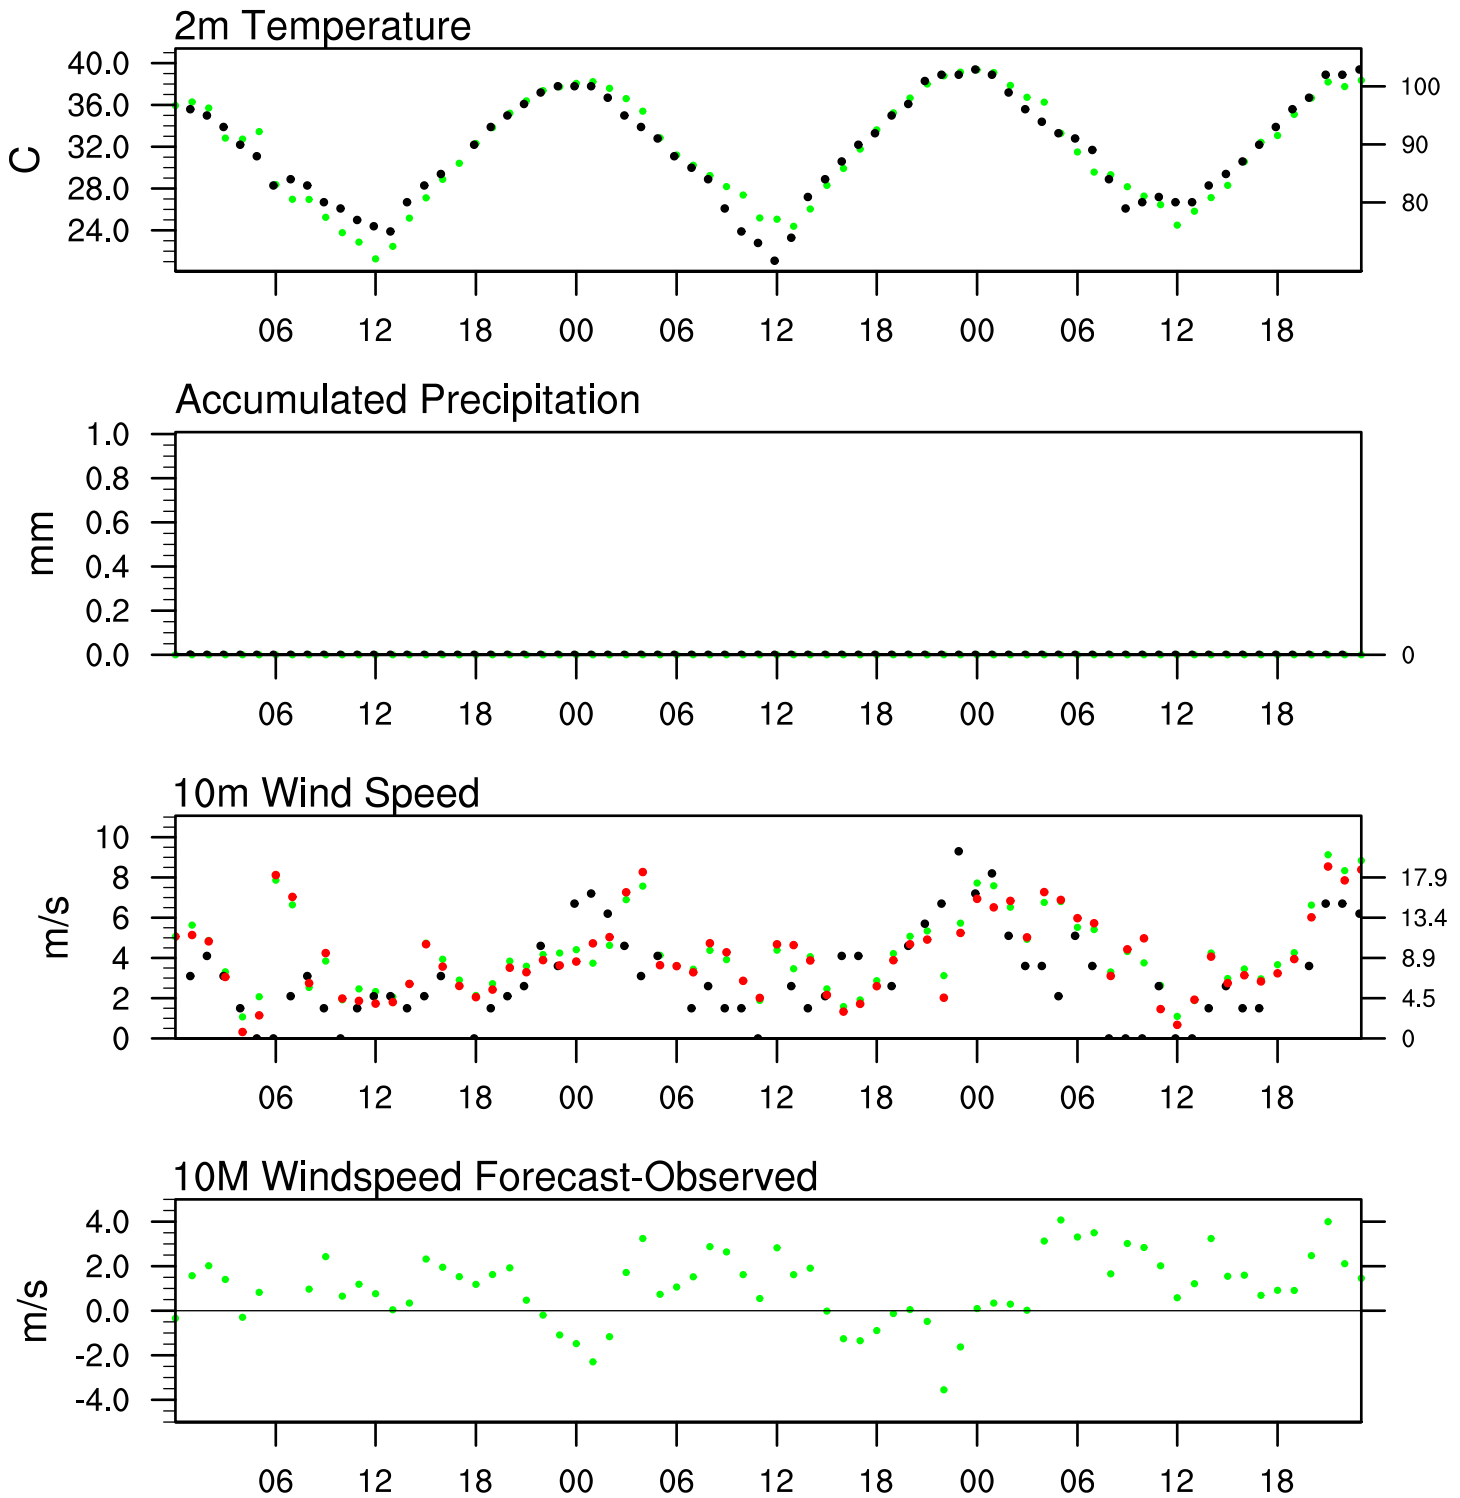 2m Temperature
40.0
36.0
32.0
28.0
24.0
C
100
90
80
06 12 18 00 06 12 18 00 06 12 18
Accumulated Precipitation
1.0
0.8
0.6
0.4
0.2
0.0
mm
0
06 12 18 00 06 12 18 00 06 12 18
10m Wind Speed
10
8
6
4
2
0
m/s
17.9
13.4
8.9
4.5
0
06 12 18 00 06 12 18 00 06 12 18
10M Windspeed Forecast-Observed
4.0
2.0
0.0
-2.0
-4.0
m/s
06 12 18 00 06 12 18 00 06 12 18